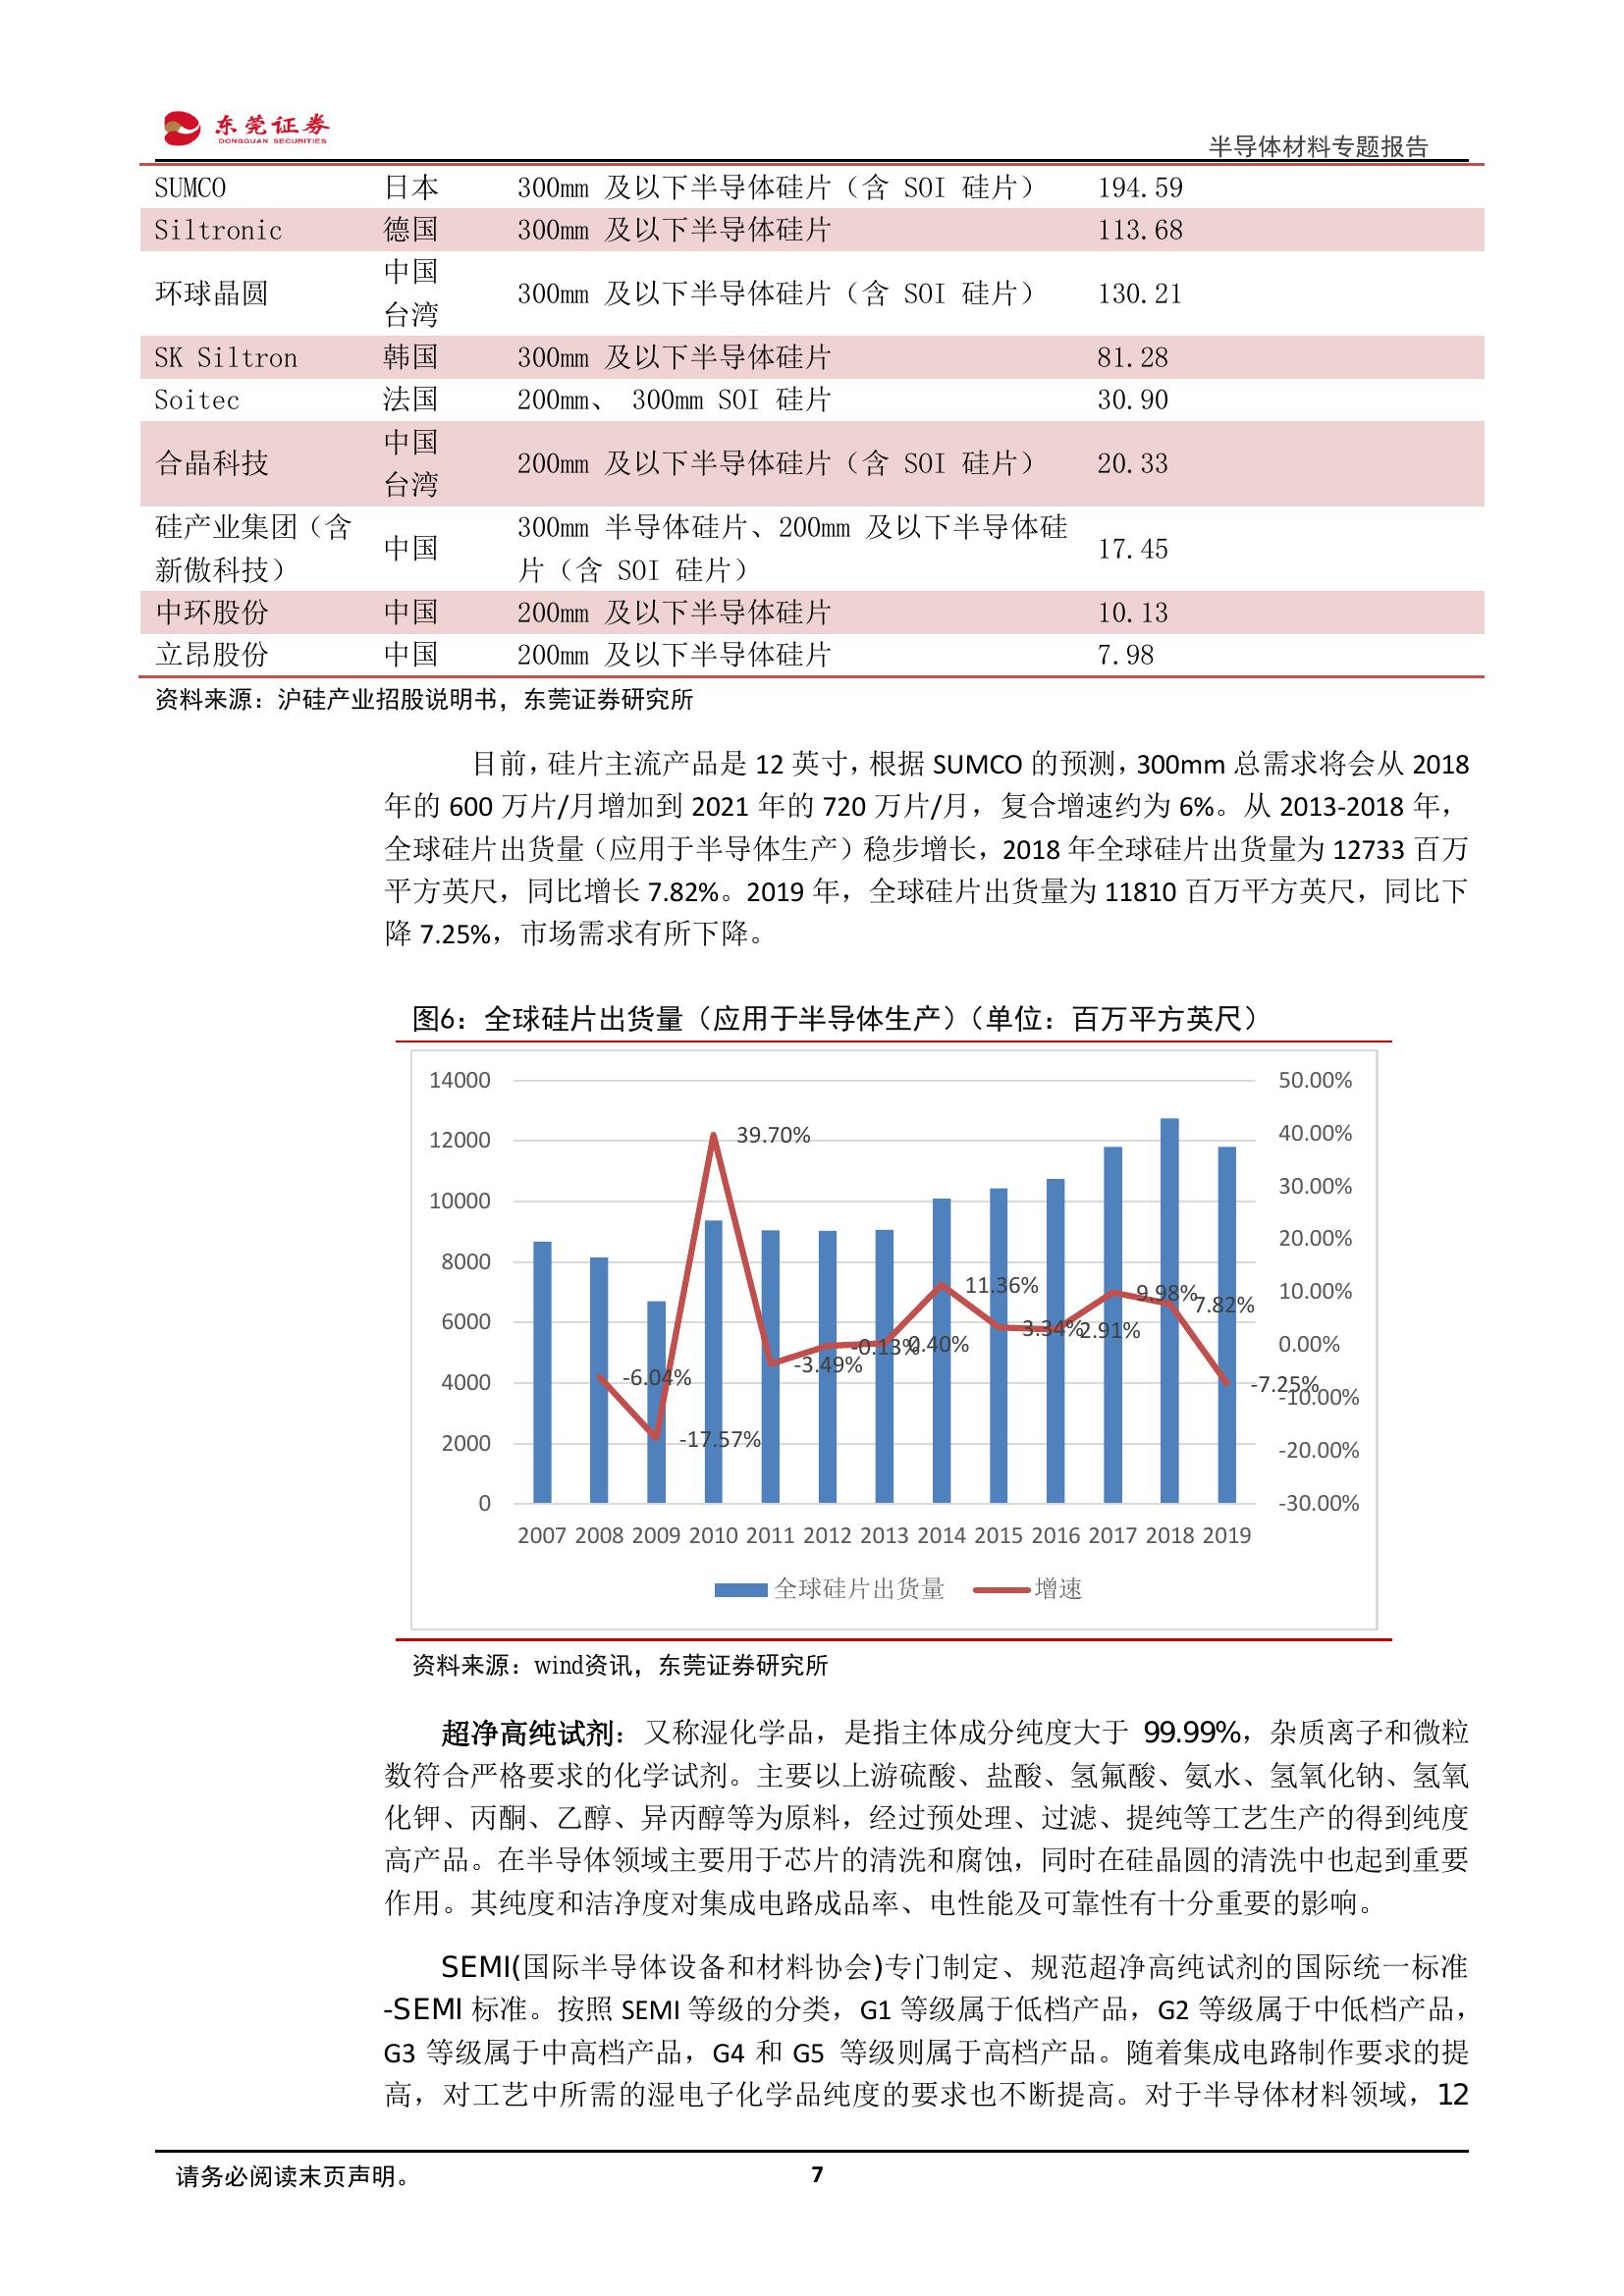 东莞证券
DONGGUAN SECURITIES
半导体材料专题报告
SUMCO 日本 300mm 及以下半导体硅片（含 SOI 硅片） 194.59
Siltronic 德国 300mm 及以下半导体硅片 113.68
环球晶圆 中国台湾 300mm 及以下半导体硅片（含 SOI 硅片） 130.21
SK Siltron 韩国 300mm 及以下半导体硅片 81.28
Soitec 法国 200mm、 300mm SOI 硅片 30.90
合晶科技 中国台湾 200mm 及以下半导体硅片（含 SOI 硅片） 20.33
硅产业集团（含新傲科技） 中国 300mm 半导体硅片、200mm 及以下半导体硅片（含 SOI 硅片） 17.45
中环股份 中国 200mm 及以下半导体硅片 10.13
立昂股份 中国 200mm 及以下半导体硅片 7.98
资料来源：沪硅产业招股说明书，东莞证券研究所
目前，硅片主流产品是 12 英寸，根据 SUMCO 的预测，300mm 总需求将会从 2018
年的 600 万片/月增加到 2021 年的 720 万片/月，复合增速约为 6%。从 2013-2018 年，
全球硅片出货量（应用于半导体生产）稳步增长，2018 年全球硅片出货量为 12733 百万
平方英尺，同比增长 7.82%。2019 年，全球硅片出货量为 11810 百万平方英尺，同比下
降 7.25%，市场需求有所下降。
图6：全球硅片出货量（应用于半导体生产）（单位：百万平方英尺）
14000
12000
10000
8000
6000
4000
2000
0
50.00%
40.00%
30.00%
20.00%
10.00%
0.00%
-10.00%
-20.00%
-30.00%
-6.04%
-17.57%
39.70%
-3.49%
-0.13%
0.40%
11.36%
3.34%
2.91%
9.98%
7.82%
-7.25%
2007 2008 2009 2010 2011 2012 2013 2014 2015 2016 2017 2018 2019
全球硅片出货量 增速
资料来源：wind资讯，东莞证券研究所
超净高纯试剂：又称湿化学品，是指主体成分纯度大于 99.99%，杂质离子和微粒
数符合严格要求的化学试剂。主要以上游硫酸、盐酸、氢氟酸、氨水、氢氧化钠、氢氧
化钾、丙酮、乙醇、异丙醇等为原料，经过预处理、过滤、提纯等工艺生产的得到纯度
高产品。在半导体领域主要用于芯片的清洗和腐蚀，同时在硅晶圆的清洗中也起到重要
作用。其纯度和洁净度对集成电路成品率、电性能及可靠性有十分重要的影响。
SEMI(国际半导体设备和材料协会)专门制定、规范超净高纯试剂的国际统一标准
-SEMI 标准。按照 SEMI 等级的分类，G1 等级属于低档产品，G2 等级属于中低档产品，
G3 等级属于中高档产品，G4 和 G5 等级则属于高档产品。随着集成电路制作要求的提
高，对工艺中所需的湿电子化学品纯度的要求也不断提高。对于半导体材料领域，12
请务必阅读末页声明。
7